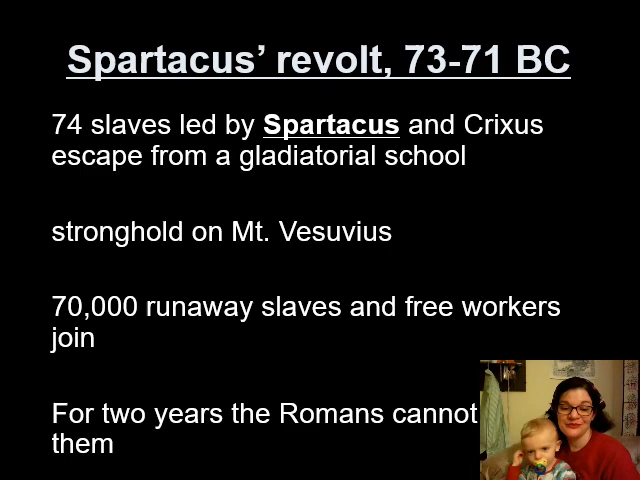 Spartacus’ revolt, 73-71 BC
74 slaves led by Spartacus and Crixus
escape from a gladiatorial school
stronghold on Mt. Vesuvius
70,000 runaway slaves and free workers
join
For two years the Romans cannot
them